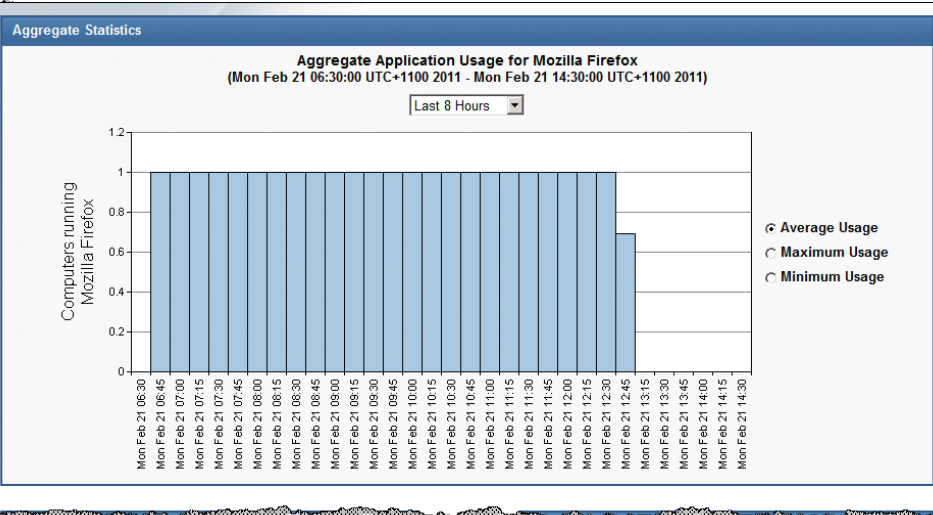 Aggregate Statistics
Aggregate Application Usage for Mozilla Firefox
(Mon Feb 21 06:30:00 UTC+1100 2011 - Mon Feb 21 14:30:00 UTC+1100 2011)
Last 8 Hours
1.2
1
0.8
0.6
0.4
0.2
0
Computers running
Mozilla Firefox
Average Usage
Maximum Usage
Minimum Usage
Mon Feb 21 06:30
Mon Feb 21 06:45
Mon Feb 21 07:00
Mon Feb 21 07:15
Mon Feb 21 07:30
Mon Feb 21 07:45
Mon Feb 21 08:00
Mon Feb 21 08:15
Mon Feb 21 08:30
Mon Feb 21 08:45
Mon Feb 21 09:00
Mon Feb 21 09:15
Mon Feb 21 09:30
Mon Feb 21 09:45
Mon Feb 21 10:00
Mon Feb 21 10:15
Mon Feb 21 10:30
Mon Feb 21 10:45
Mon Feb 21 11:00
Mon Feb 21 11:15
Mon Feb 21 11:30
Mon Feb 21 11:45
Mon Feb 21 12:00
Mon Feb 21 12:15
Mon Feb 21 12:30
Mon Feb 21 12:45
Mon Feb 21 13:15
Mon Feb 21 13:30
Mon Feb 21 13:45
Mon Feb 21 14:00
Mon Feb 21 14:15
Mon Feb 21 14:30